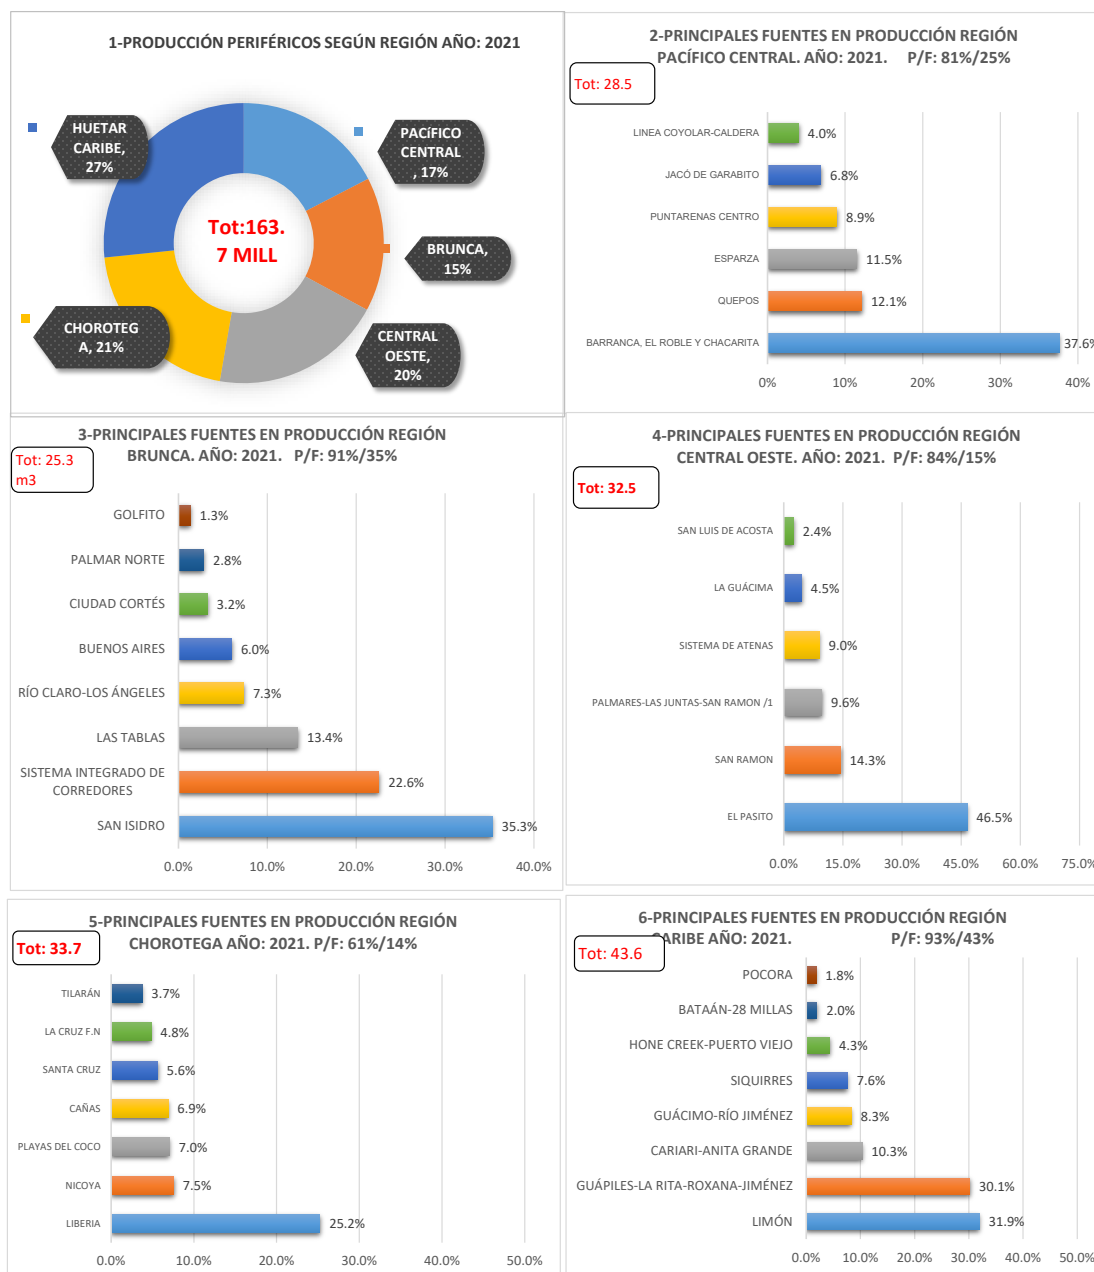 1-PRODUCCIÓN PERIFÉRICOS SEGÚN REGIÓN AÑO: 2021
HUETAR
CARIBE,
27%
PACÍFICO
CENTRAL
, 17%
Tot:163.
7 MILL
BRUNCA,
15%
CHOROTEG
A, 21%
CENTRAL
OESTE,
20%
2-PRINCIPALES FUENTES EN PRODUCCIÓN REGIÓN
PACÍFICO CENTRAL. AÑO: 2021. P/F: 81%/25%
Tot: 28.5
LINEA COYOLAR-CALDERA 4.0%
JACÓ DE GARABITO 6.8%
PUNTARENAS CENTRO 8.9%
ESPARZA 11.5%
QUEPOS 12.1%
BARRANCA, EL ROBLE Y CHACARITA 37.6%
0% 10% 20% 30% 40%
3-PRINCIPALES FUENTES EN PRODUCCIÓN REGIÓN
BRUNCA. AÑO: 2021. P/F: 91%/35%
Tot: 25.3
m3
GOLFITO 1.3%
PALMAR NORTE 2.8%
CIUDAD CORTÉS 3.2%
BUENOS AIRES 6.0%
RÍO CLARO-LOS ÁNGELES 7.3%
LAS TABLAS 13.4%
SISTEMA INTEGRADO DE
CORREDORES 22.6%
SAN ISIDRO 35.3%
0.0% 10.0% 20.0% 30.0% 40.0%
4-PRINCIPALES FUENTES EN PRODUCCIÓN REGIÓN
CENTRAL OESTE. AÑO: 2021. P/F: 84%/15%
Tot: 32.5
SAN LUIS DE ACOSTA 2.4%
LA GUÁCIMA 4.5%
SISTEMA DE ATENAS 9.0%
PALMARES-LAS JUNTAS-SAN RAMON /1 9.6%
SAN RAMON 14.3%
EL PASITO 46.5%
0.0% 15.0% 30.0% 45.0% 60.0% 75.0%
5-PRINCIPALES FUENTES EN PRODUCCIÓN REGIÓN
CHOROTEGA AÑO: 2021. P/F: 61%/14%
Tot: 33.7
TILARÁN 3.7%
LA CRUZ F.N 4.8%
SANTA CRUZ 5.6%
CAÑAS 6.9%
PLAYAS DEL COCO 7.0%
NICOYA 7.5%
LIBERIA 25.2%
0.0% 10.0% 20.0% 30.0% 40.0% 50.0%
6-PRINCIPALES FUENTES EN PRODUCCIÓN REGIÓN
CARIBE AÑO: 2021. P/F: 93%/43%
Tot: 43.6
POCORA 1.8%
BATAÁN-28 MILLAS 2.0%
HONE CREEK-PUERTO VIEJO 4.3%
SIQUIRRES 7.6%
GUÁCIMO-RÍO JIMÉNEZ 8.3%
CARIARI-ANITA GRANDE 10.3%
GUÁPILES-LA RITA-ROXANA-JIMÉNEZ 30.1%
LIMÓN 31.9%
0.0% 10.0% 20.0% 30.0% 40.0% 50.0%